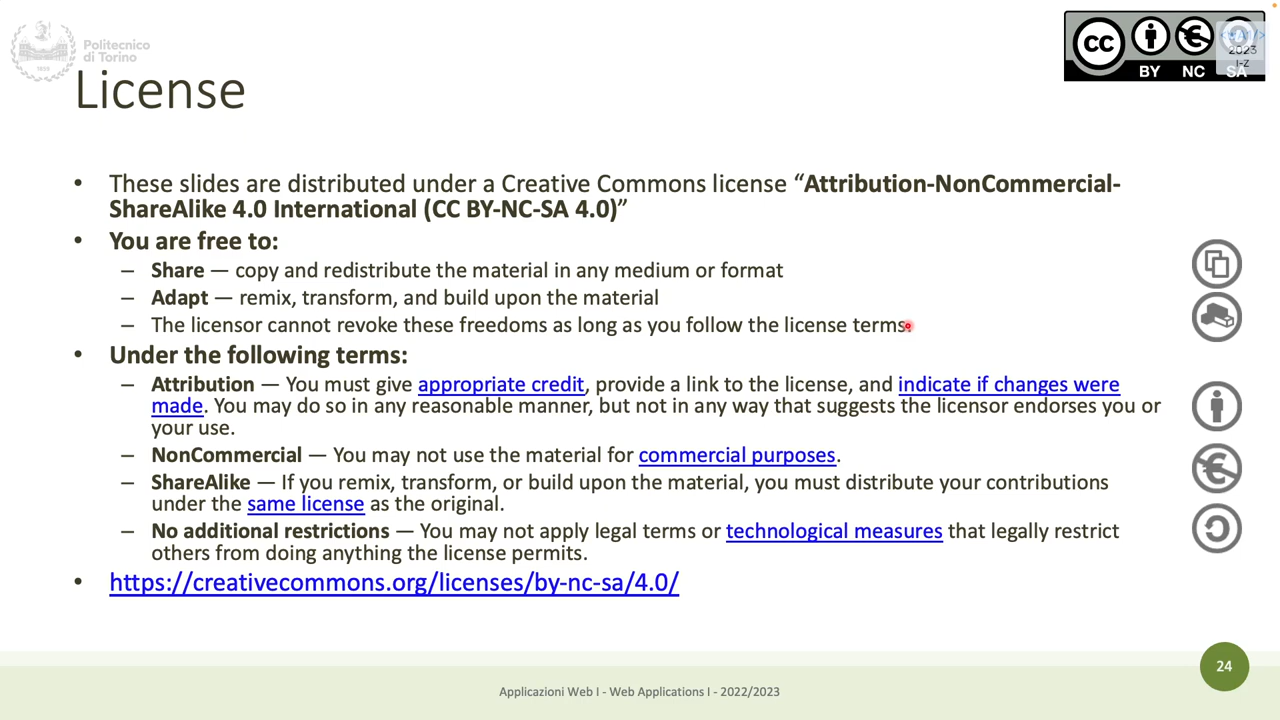 Politecnico
di Torino
1859
License
cc
BY NC SA
2023
I-Z
• These slides are distributed under a Creative Commons license “Attribution-NonCommercial-
ShareAlike 4.0 International (CC BY-NC-SA 4.0)”
• You are free to:
– Share — copy and redistribute the material in any medium or format
– Adapt — remix, transform, and build upon the material
– The licensor cannot revoke these freedoms as long as you follow the license terms.
• Under the following terms:
– Attribution — You must give appropriate credit, provide a link to the license, and indicate if changes were
made. You may do so in any reasonable manner, but not in any way that suggests the licensor endorses you or
your use.
– NonCommercial — You may not use the material for commercial purposes.
– ShareAlike — If you remix, transform, or build upon the material, you must distribute your contributions
under the same license as the original.
– No additional restrictions — You may not apply legal terms or technological measures that legally restrict
others from doing anything the license permits.
• https://creativecommons.org/licenses/by-nc-sa/4.0/
24
Applicazioni Web I - Web Applications I - 2022/2023